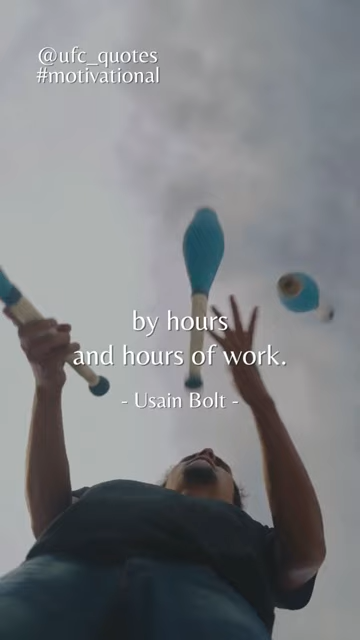 @ufc_quotes
#motivational
by hours
and hours of work.
- Usain Bolt -